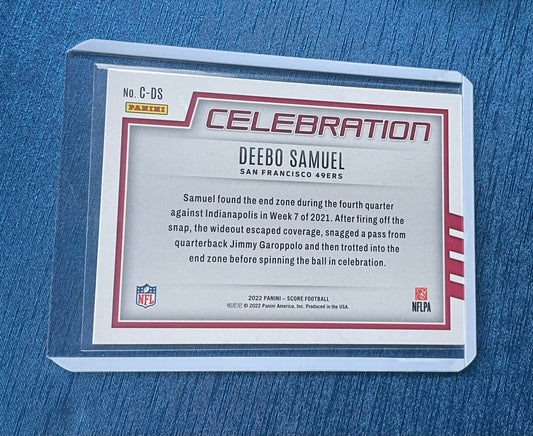 No. C-DS
PANINI
CELEBRATION
DEEBO SAMUEL
SAN FRANCISCO 49ERS
Samuel found the end zone during the fourth quarter
against Indianapolis in Week 7 of 2021. After firing off the
snap, the wideout escaped coverage, snagged a pass from
quarterback Jimmy Garoppolo and then trotted into the
end zone before spinning the ball in celebration.
NFL
2022 PANINI – SCORE FOOTBALL
帕尼尼 © 2022 Panini America, Inc. Produced in the USA.
NFLPA